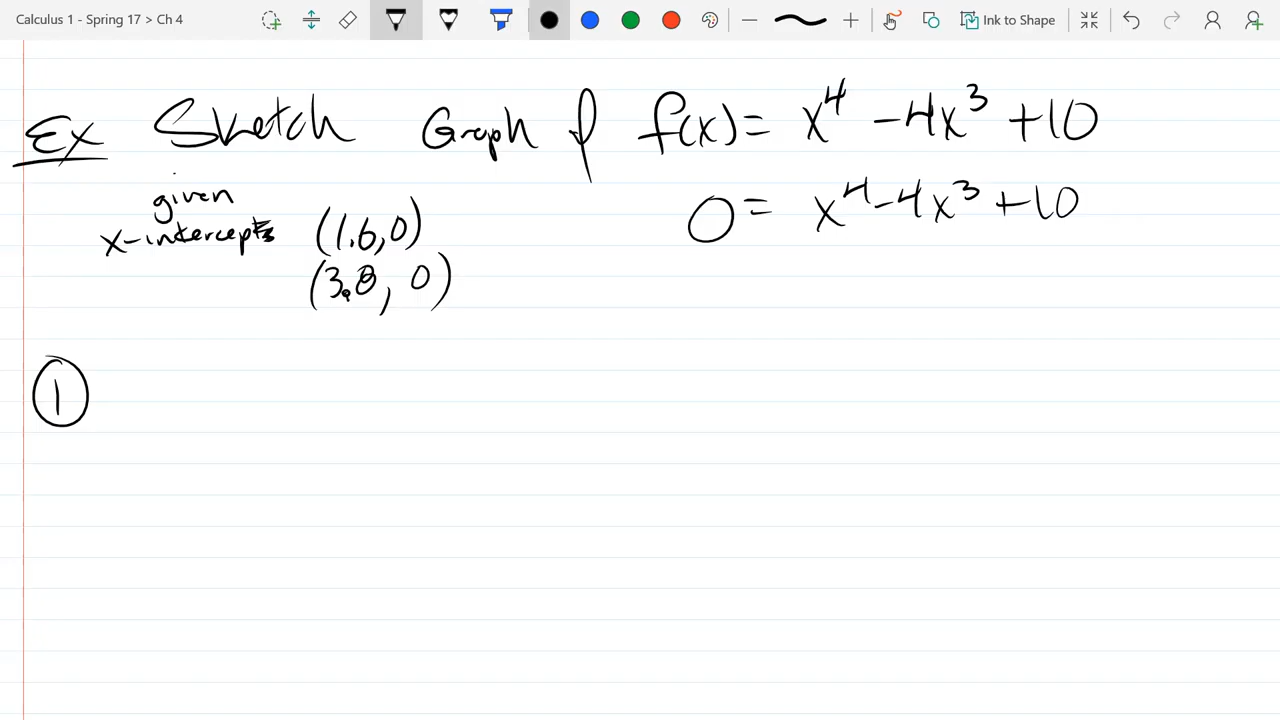 Calculus 1 - Spring 17 > Ch 4
Ink to Shape
Ex Sketch Graph of f(x) = x⁴ - 4x³ + 10
0 = x⁴ - 4x³ + 10
given
x-intercepts (1.6, 0)
(3.8, 0)
①